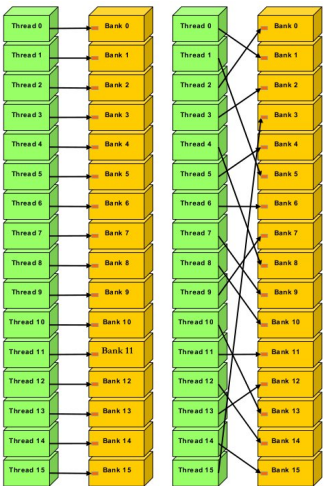 Thread 0 Bank 0 Thread 0 Bank 0
Thread 1 Bank 1 Thread 1 Bank 1
Thread 2 Bank 2 Thread 2 Bank 2
Thread 3 Bank 3 Thread 3 Bank 3
Thread 4 Bank 4 Thread 4 Bank 4
Thread 5 Bank 5 Thread 5 Bank 5
Thread 6 Bank 6 Thread 6 Bank 6
Thread 7 Bank 7 Thread 7 Bank 7
Thread 8 Bank 8 Thread 8 Bank 8
Thread 9 Bank 9 Thread 9 Bank 9
Thread 10 Bank 10 Thread 10 Bank 10
Thread 11 Bank 11 Thread 11 Bank 11
Thread 12 Bank 12 Thread 12 Bank 12
Thread 13 Bank 13 Thread 13 Bank 13
Thread 14 Bank 14 Thread 14 Bank 14
Thread 15 Bank 15 Thread 15 Bank 15